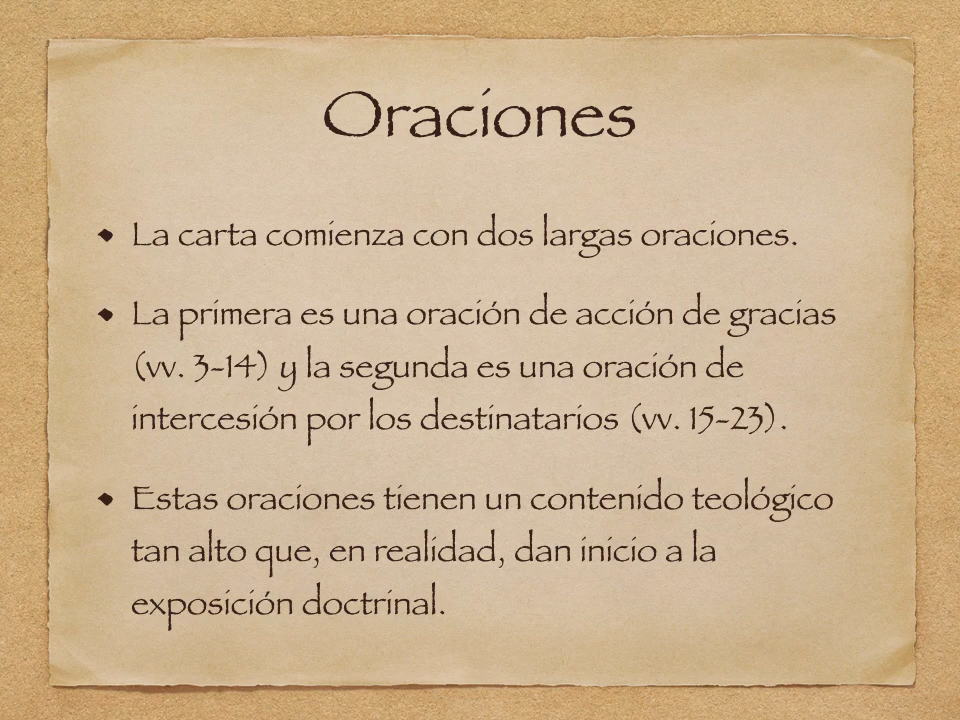 Oraciones
La carta comienza con dos largas oraciones.
La primera es una oración de acción de gracias
(vv. 3-14) y la segunda es una oración de
intercesión por los destinatarios (vv. 15-23).
Estas oraciones tienen un contenido teológico
tan alto que, en realidad, dan inicio a la
exposición doctrinal.